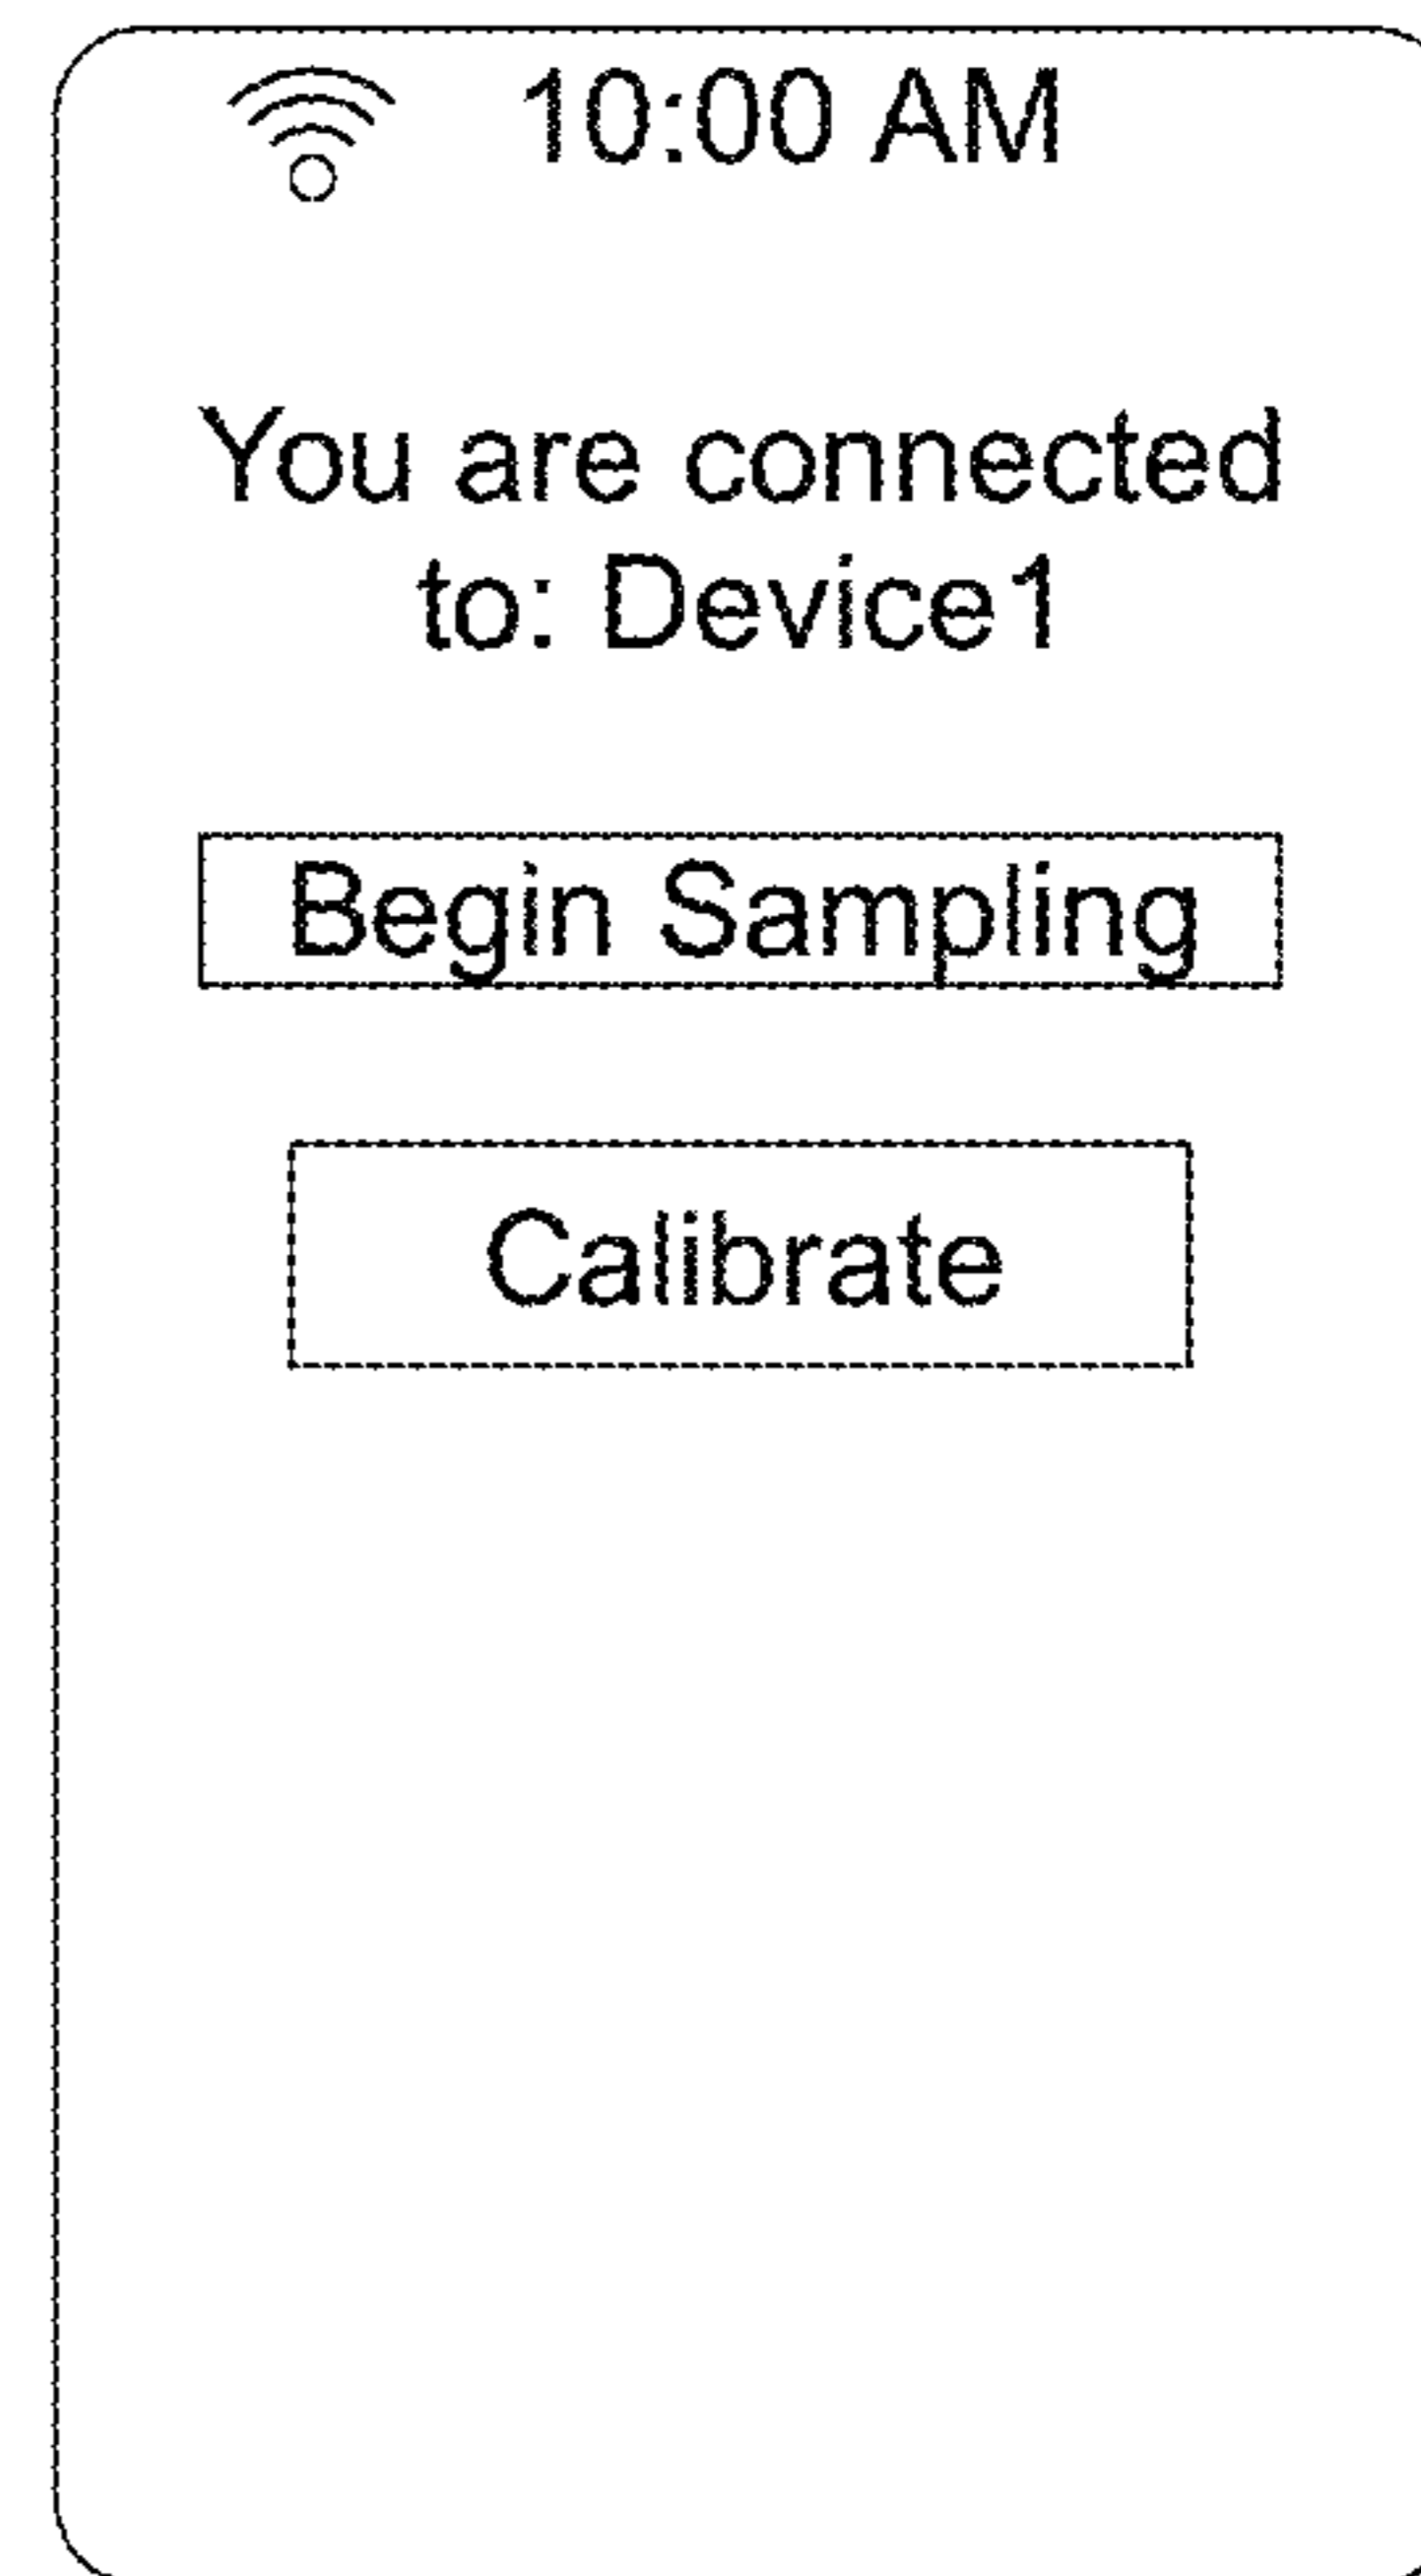 10:00 AM
You are connected
to: Device1
Begin Sampling
Calibrate